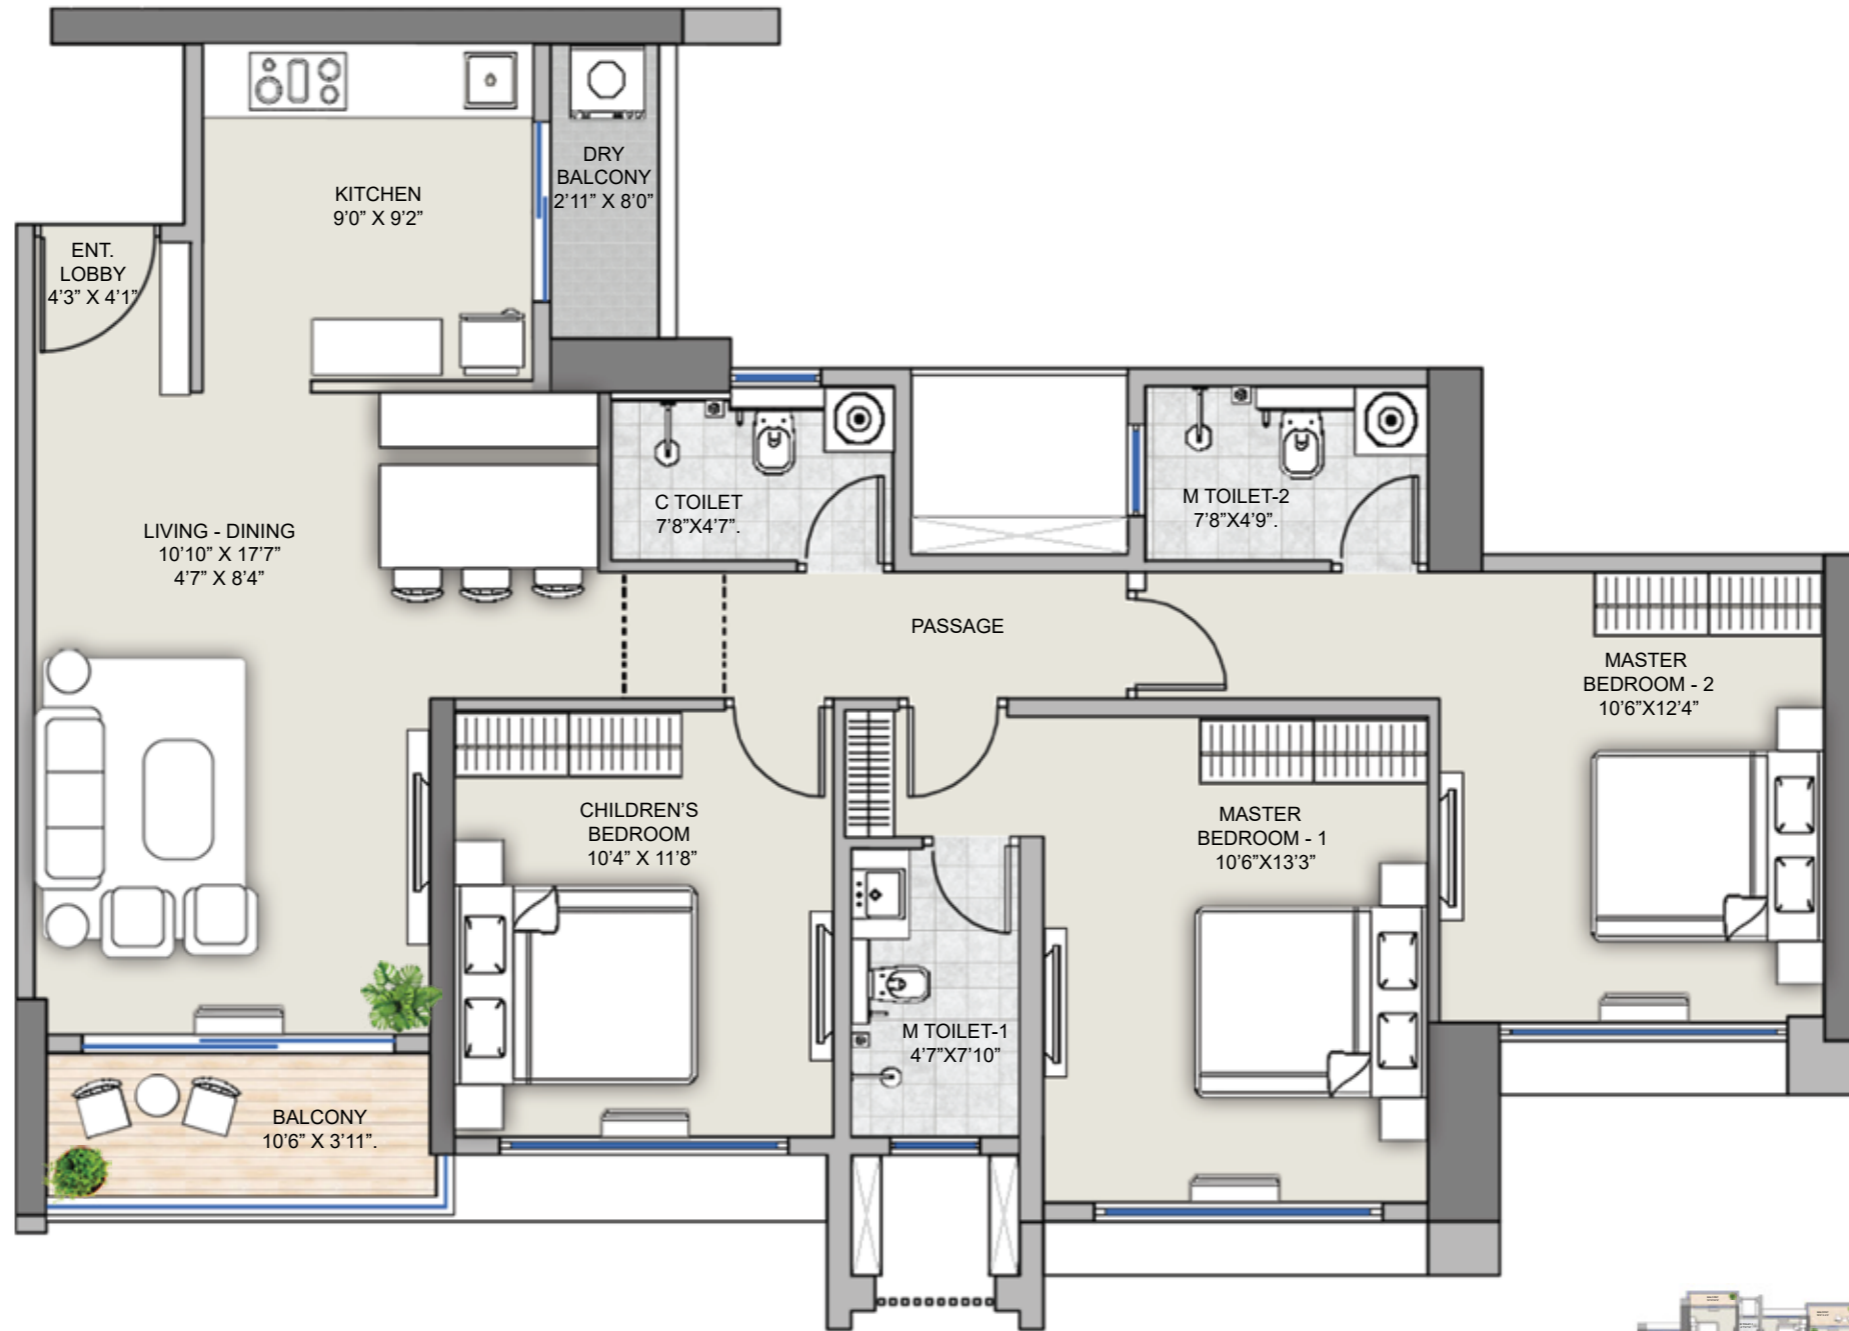 DRY
BALCONY
2’11” X 8’0”
KITCHEN
9’0” X 9’2”
ENT.
LOBBY
4’3” X 4’1”
C TOILET
7’8”X4’7”.
M TOILET-2
7’8”X4’9”.
LIVING - DINING
10’10” X 17’7”
4’7” X 8’4”
PASSAGE
MASTER
BEDROOM - 2
10’6”X12’4”
CHILDREN’S
BEDROOM
10’4” X 11’8”
MASTER
BEDROOM - 1
10’6”X13’3”
M TOILET-1
4’7”X7’10”
BALCONY
10’6” X 3’11”.